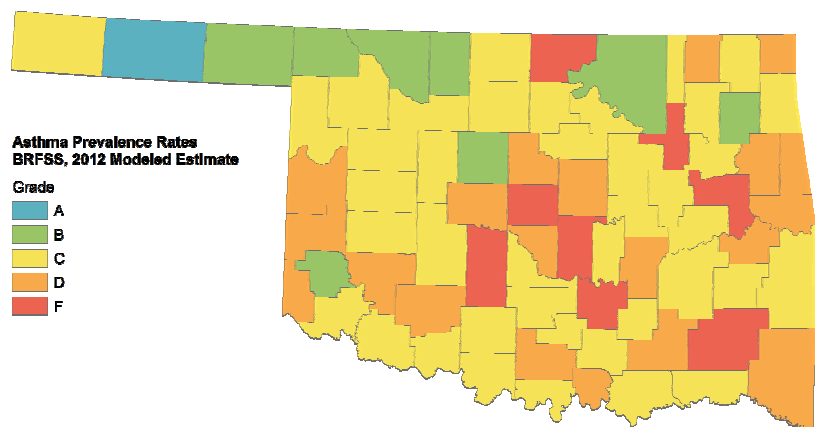 Asthma Prevalence Rates
BRFSS, 2012 Modeled Estimate
Grade
A
B
C
D
F